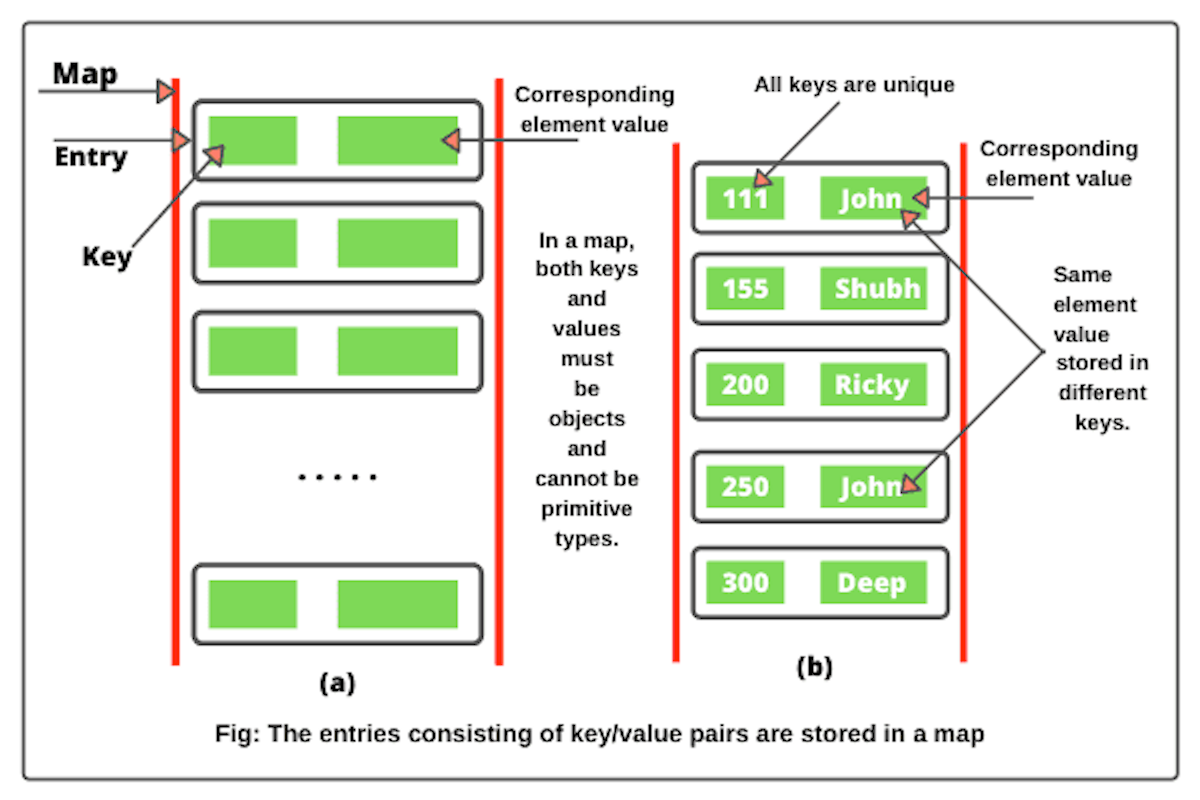 Map
Entry
Key
Corresponding
element value
In a map,
both keys
and
values
must
be
objects
and
cannot be
primitive
types.
(a)
All keys are unique
Corresponding
element value
111 John
155 Shubh
200 Ricky
250 John
300 Deep
Same
element
value
stored in
different
keys.
(b)
Fig: The entries consisting of key/value pairs are stored in a map